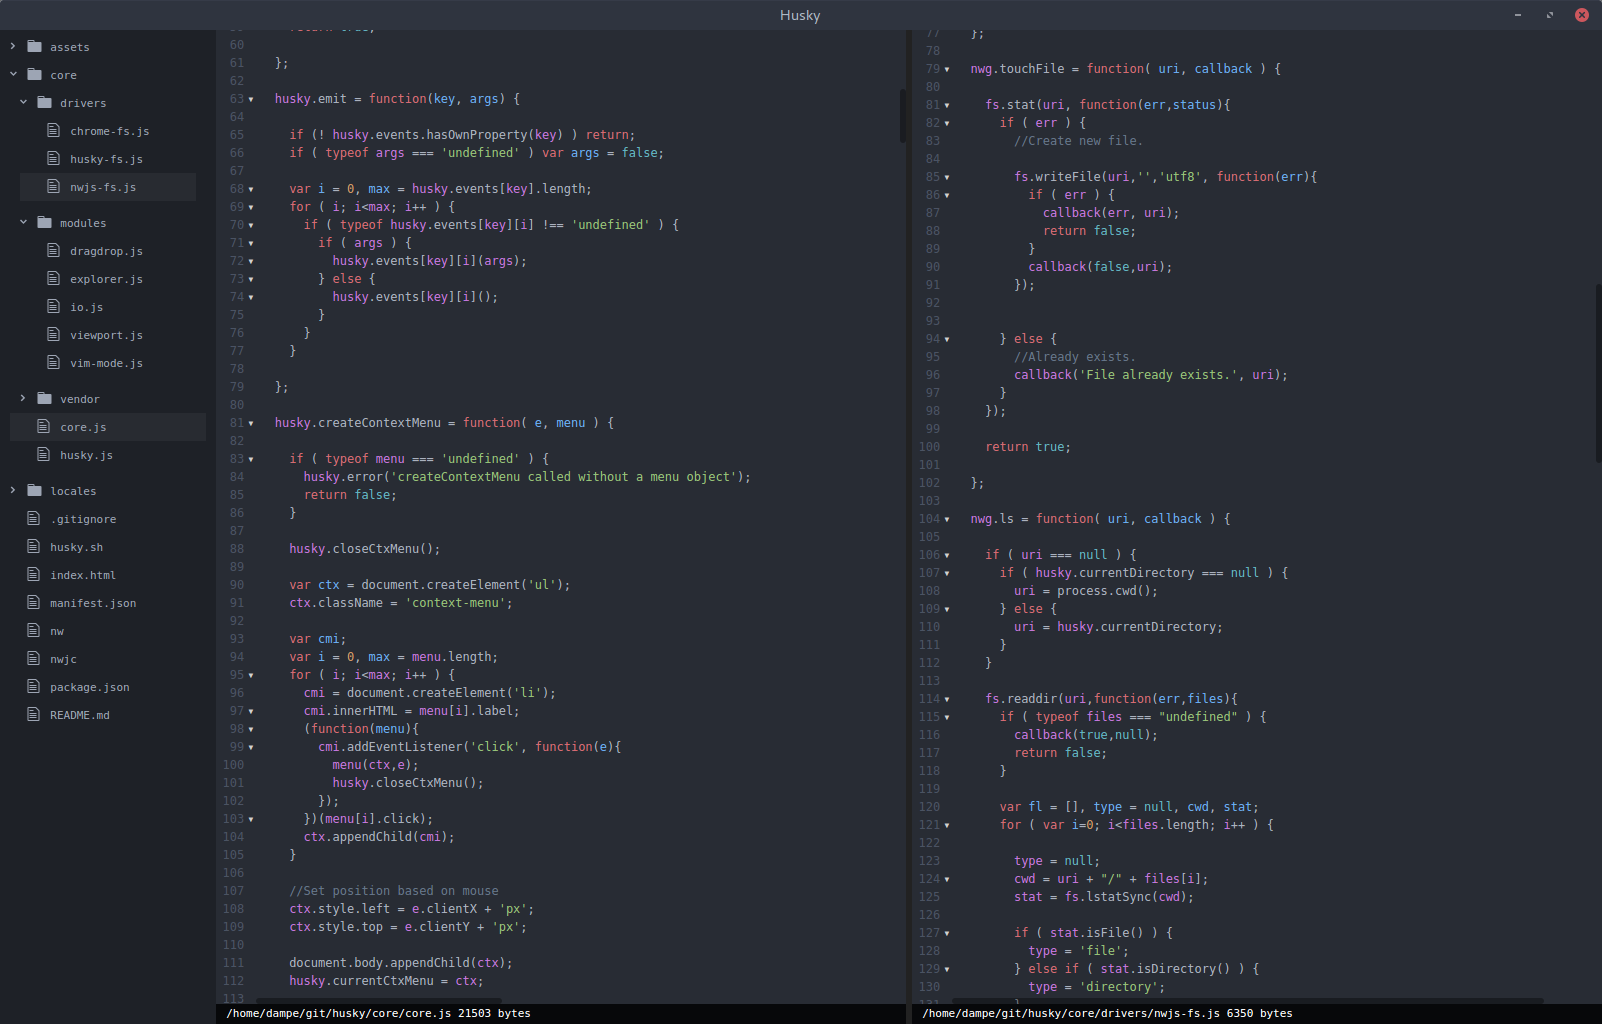 Husky
assets
core
drivers
chrome-fs.js
husky-fs.js
nwjs-fs.js
modules
dragdrop.js
explorer.js
io.js
viewport.js
vim-mode.js
vendor
core.js
husky.js
locales
.gitignore
husky.sh
index.html
manifest.json
nw
nwjc
package.json
README.md
60
61 };
62
63 husky.emit = function(key, args) {
64
65 if (! husky.events.hasOwnProperty(key) ) return;
66 if ( typeof args === 'undefined' ) var args = false;
67
68 var i = 0, max = husky.events[key].length;
69 for ( i; i<max; i++ ) {
70 if ( typeof husky.events[key][i] !== 'undefined' ) {
71 if ( args ) {
72 husky.events[key][i](args);
73 } else {
74 husky.events[key][i]();
75 }
76 }
77 }
78
79 };
80
81 husky.createContextMenu = function( e, menu ) {
82
83 if ( typeof menu === 'undefined' ) {
84 husky.error('createContextMenu called without a menu object');
85 return false;
86 }
87
88 husky.closeCtxMenu();
89
90 var ctx = document.createElement('ul');
91 ctx.className = 'context-menu';
92
93 var cmi;
94 var i = 0, max = menu.length;
95 for ( i; i<max; i++ ) {
96 cmi = document.createElement('li');
97 cmi.innerHTML = menu[i].label;
98 (function(menu){
99 cmi.addEventListener('click', function(e){
100 menu(ctx,e);
101 husky.closeCtxMenu();
102 });
103 })(menu[i].click);
104 ctx.appendChild(cmi);
105 }
106
107 //Set position based on mouse
108 ctx.style.left = e.clientX + 'px';
109 ctx.style.top = e.clientY + 'px';
110
111 document.body.appendChild(ctx);
112 husky.currentCtxMenu = ctx;
113
/home/dampe/git/husky/core/core.js 21503 bytes
77 };
78
79 nwg.touchFile = function( uri, callback ) {
80
81 fs.stat(uri, function(err,status){
82 if ( err ) {
83 //Create new file.
84
85 fs.writeFile(uri,'','utf8', function(err){
86 if ( err ) {
87 callback(err, uri);
88 return false;
89 }
90 callback(false,uri);
91 });
92
93
94 } else {
95 //Already exists.
96 callback('File already exists.', uri);
97 }
98 });
99
100 return true;
101
102 };
103
104 nwg.ls = function( uri, callback ) {
105
106 if ( uri === null ) {
107 if ( husky.currentDirectory === null ) {
108 uri = process.cwd();
109 } else {
110 uri = husky.currentDirectory;
111 }
112 }
113
114 fs.readdir(uri,function(err,files){
115 if ( typeof files === "undefined" ) {
116 callback(true,null);
117 return false;
118 }
119
120 var fl = [], type = null, cwd, stat;
121 for ( var i=0; i<files.length; i++ ) {
122
123 type = null;
124 cwd = uri + "/" + files[i];
125 stat = fs.lstatSync(cwd);
126
127 if ( stat.isFile() ) {
128 type = 'file';
129 } else if ( stat.isDirectory() ) {
130 type = 'directory';
131 }
/home/dampe/git/husky/core/drivers/nwjs-fs.js 6350 bytes